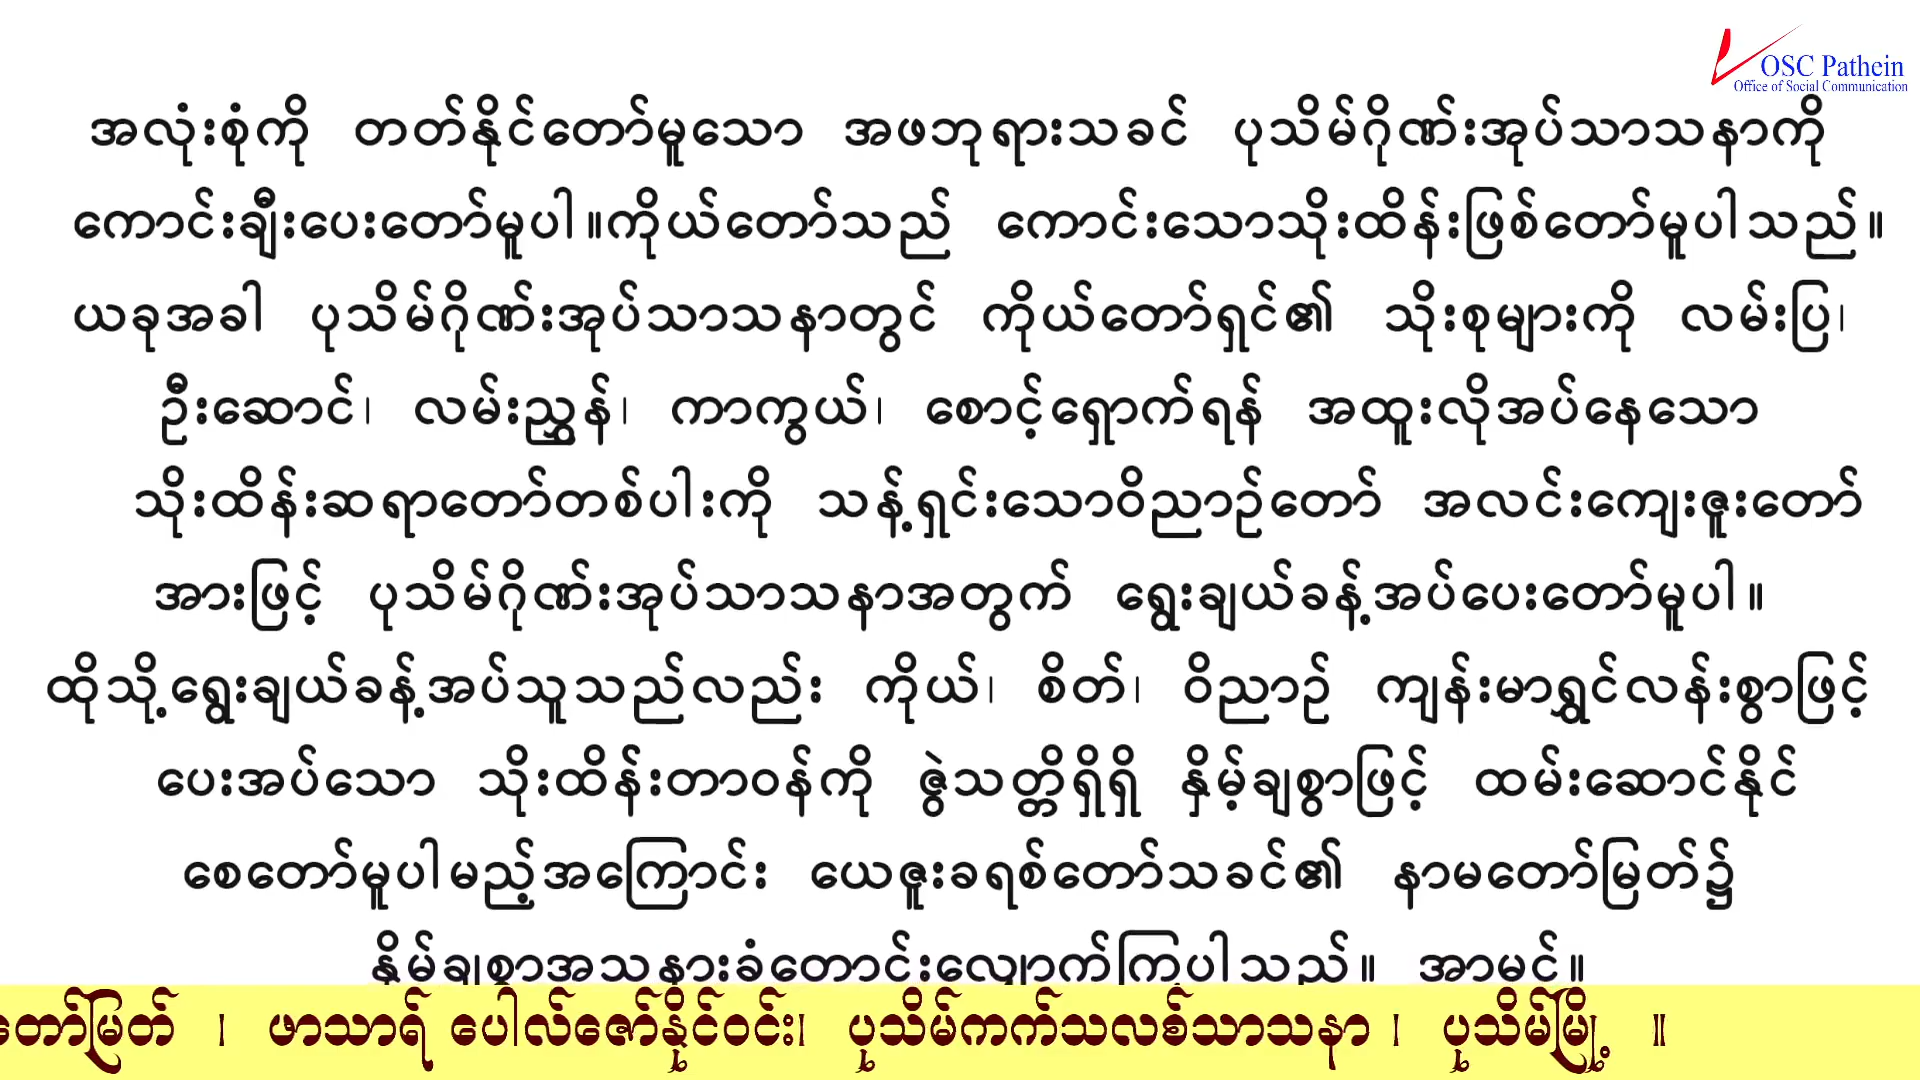 OSC Pathein
Office of Social Communication
အလုံးစုံကို တတ်နိုင်တော်မူသော အဖဘုရားသခင် ပုသိမ်ဂိုဏ်းအုပ်သာသနာကို
ကောင်းချီးပေးတော်မူပါ။ကိုယ်တော်သည် ကောင်းသောသိုးထိန်းဖြစ်တော်မူပါသည်။
ယခုအခါ ပုသိမ်ဂိုဏ်းအုပ်သာသနာတွင် ကိုယ်တော်ရှင်၏ သိုးစုများကို လမ်းပြ၊
ဦးဆောင်၊ လမ်းညွှန်၊ ကာကွယ်၊ စောင့်ရှောက်ရန် အထူးလိုအပ်နေသော
သိုးထိန်းဆရာတော်တစ်ပါးကို သန့်ရှင်းသောဝိညာဉ်တော် အလင်းကျေးဇူးတော်
အားဖြင့် ပုသိမ်ဂိုဏ်းအုပ်သာသနာအတွက် ရွေးချယ်ခန့်အပ်ပေးတော်မူပါ။
ထိုသို့ရွေးချယ်ခန့်အပ်သူသည်လည်း ကိုယ်၊ စိတ်၊ ဝိညာဉ် ကျန်းမာရွှင်လန်းစွာဖြင့်
ပေးအပ်သော သိုးထိန်းတာဝန်ကို ဇွဲသတ္တိရှိရှိ နှိမ့်ချစွာဖြင့် ထမ်းဆောင်နိုင်
စေတော်မူပါမည့်အကြောင်း ယေဇူးခရစ်တော်သခင်၏ နာမတော်မြတ်၌
နှိမ့်ချစွာအသနားခံတောင်းလျှောက်ကြပါသည်။ အာမင်။
တော်မြတ် ၊ ဖာသာရ် ပေါလ်ဇော်နိုင်ဝင်း၊ ပုသိမ်ကက်သလစ်သာသနာ ၊ ပုသိမ်မြို့ ။